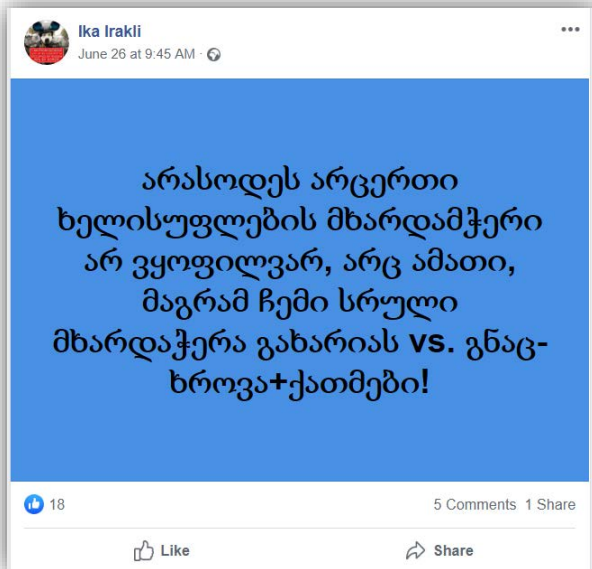 Ika Irakli
June 26 at 9:45 AM ·
არასოდეს არცერთი
ხელისუფლების მხარდამჭერი
არ ვყოფილვარ, არც ამათი,
მაგრამ ჩემი სრული
მხარდაჭერა გახარიას vs. გნაც-
ხროვა+ქათმები!
18
5 Comments 1 Share
Like
Share